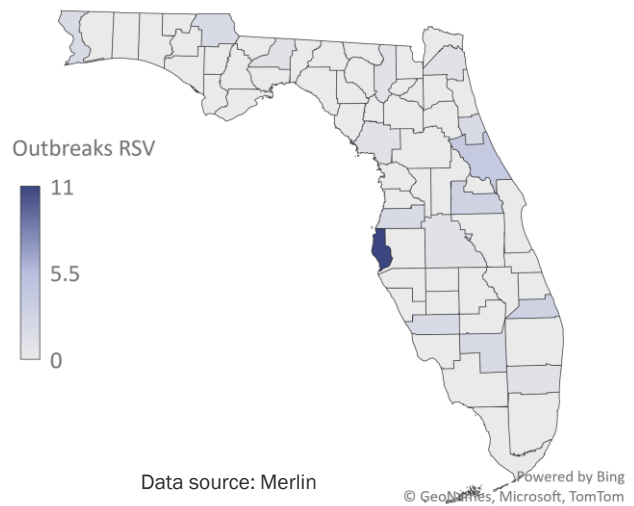 Outbreaks RSV
11
5.5
0
Data source: Merlin
Powered by Bing
© GeoNames, Microsoft, TomTom